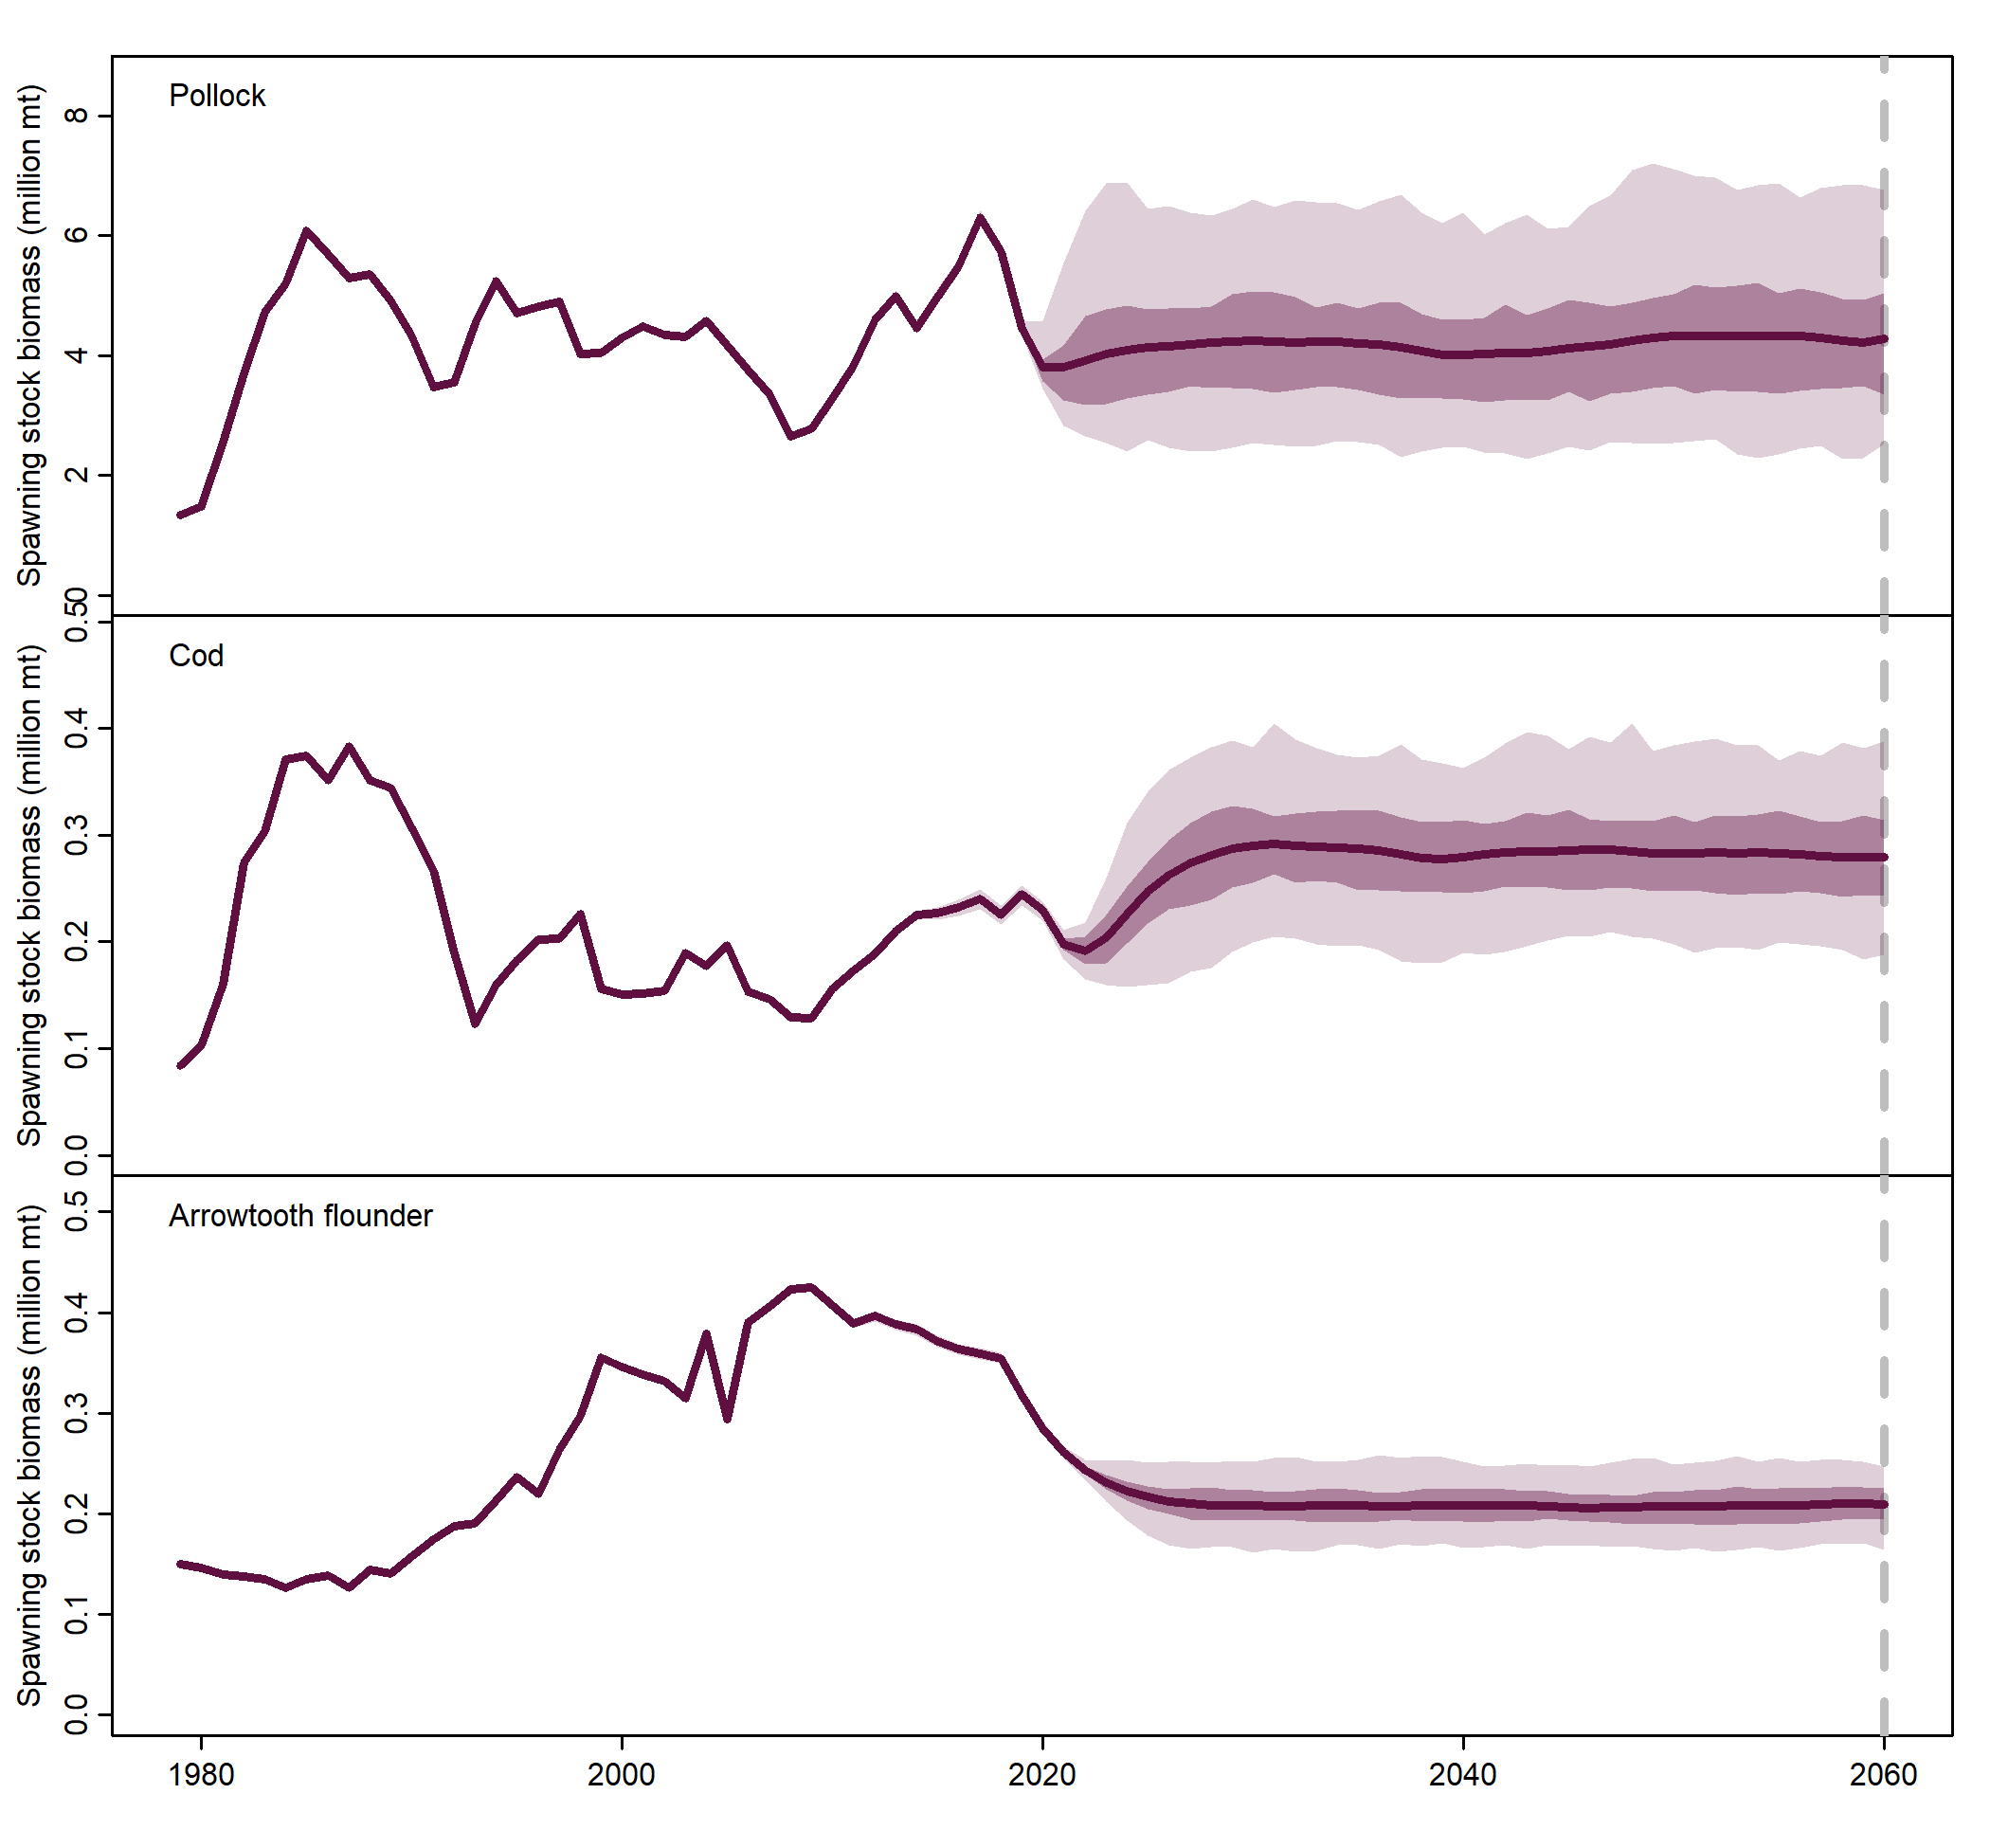 Pollock
Spawning stock biomass (million mt)
8
6
4
2
0
Cod
Spawning stock biomass (million mt)
0.5
0.4
0.3
0.2
0.1
0.0
Arrowtooth flounder
Spawning stock biomass (million mt)
0.5
0.4
0.3
0.2
0.1
0.0
1980 2000 2020 2040 2060